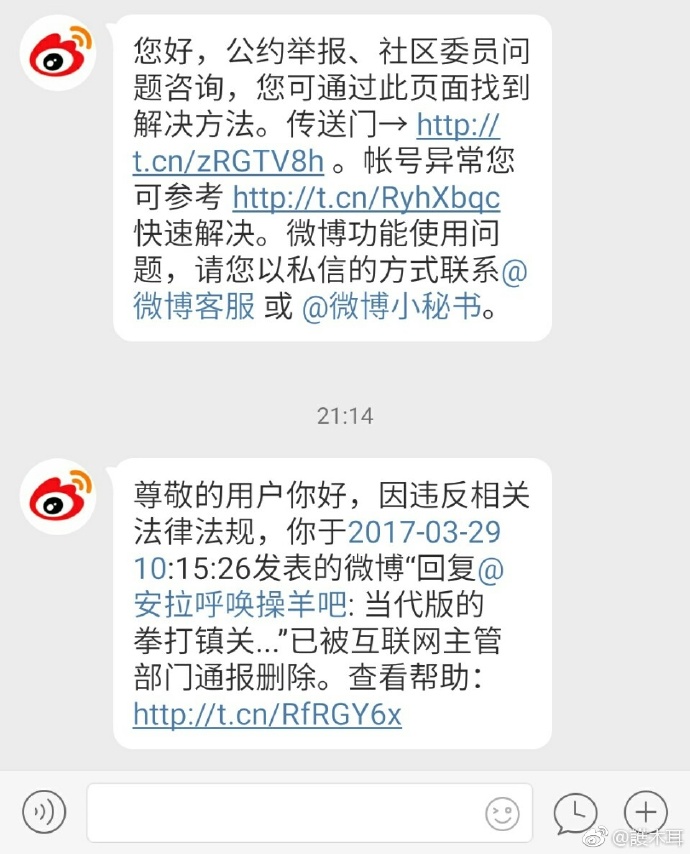 您好，公约举报、社区委员问
题咨询，您可通过此页面找到
解决方法。传送门→ http://
t.cn/zRGTV8h 。帐号异常您
可参考 http://t.cn/RyhXbqc
快速解决。微博功能使用问
题，请您以私信的方式联系@
微博客服 或 @微博小秘书。
21:14
尊敬的用户你好，因违反相关
法律法规，你于2017-03-29
10:15:26发表的微博“回复@
安拉呼唤操羊吧: 当代版的
拳打镇关...”已被互联网主管
部门通报删除。查看帮助：
http://t.cn/RfRGY6x
@護木耳